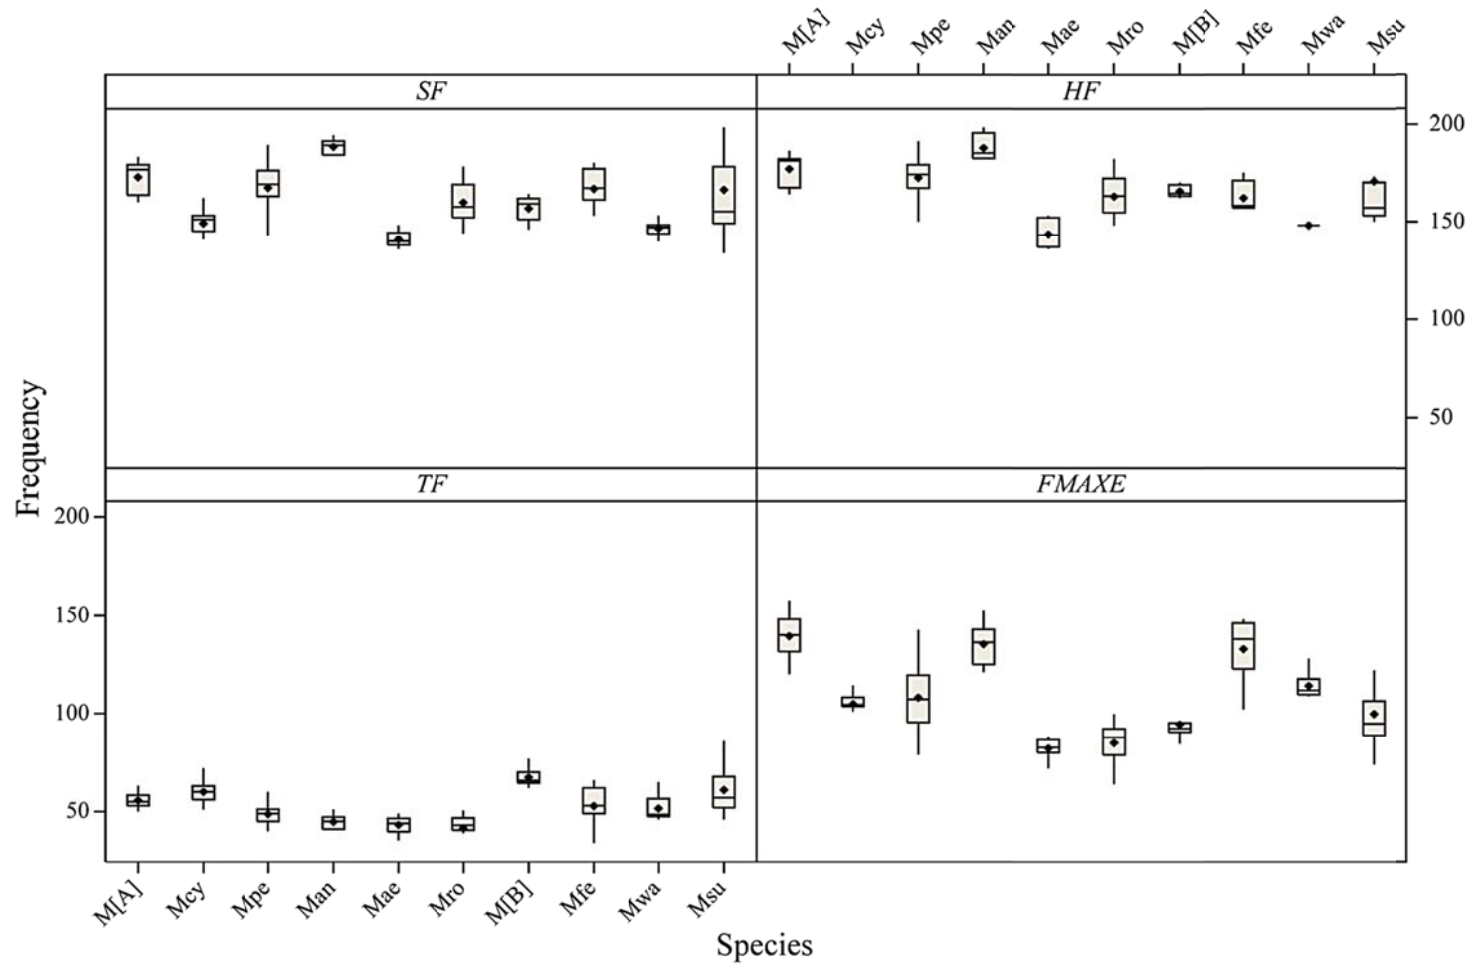 M[A] Mcy Mpe Man Mae Mro M[B] Mfe Mwa Msu
SF HF
200
150
100
50
Frequency
TF FMAXE
200
150
100
50
M[A] Mcy Mpe Man Mae Mro M[B] Mfe Mwa Msu
Species